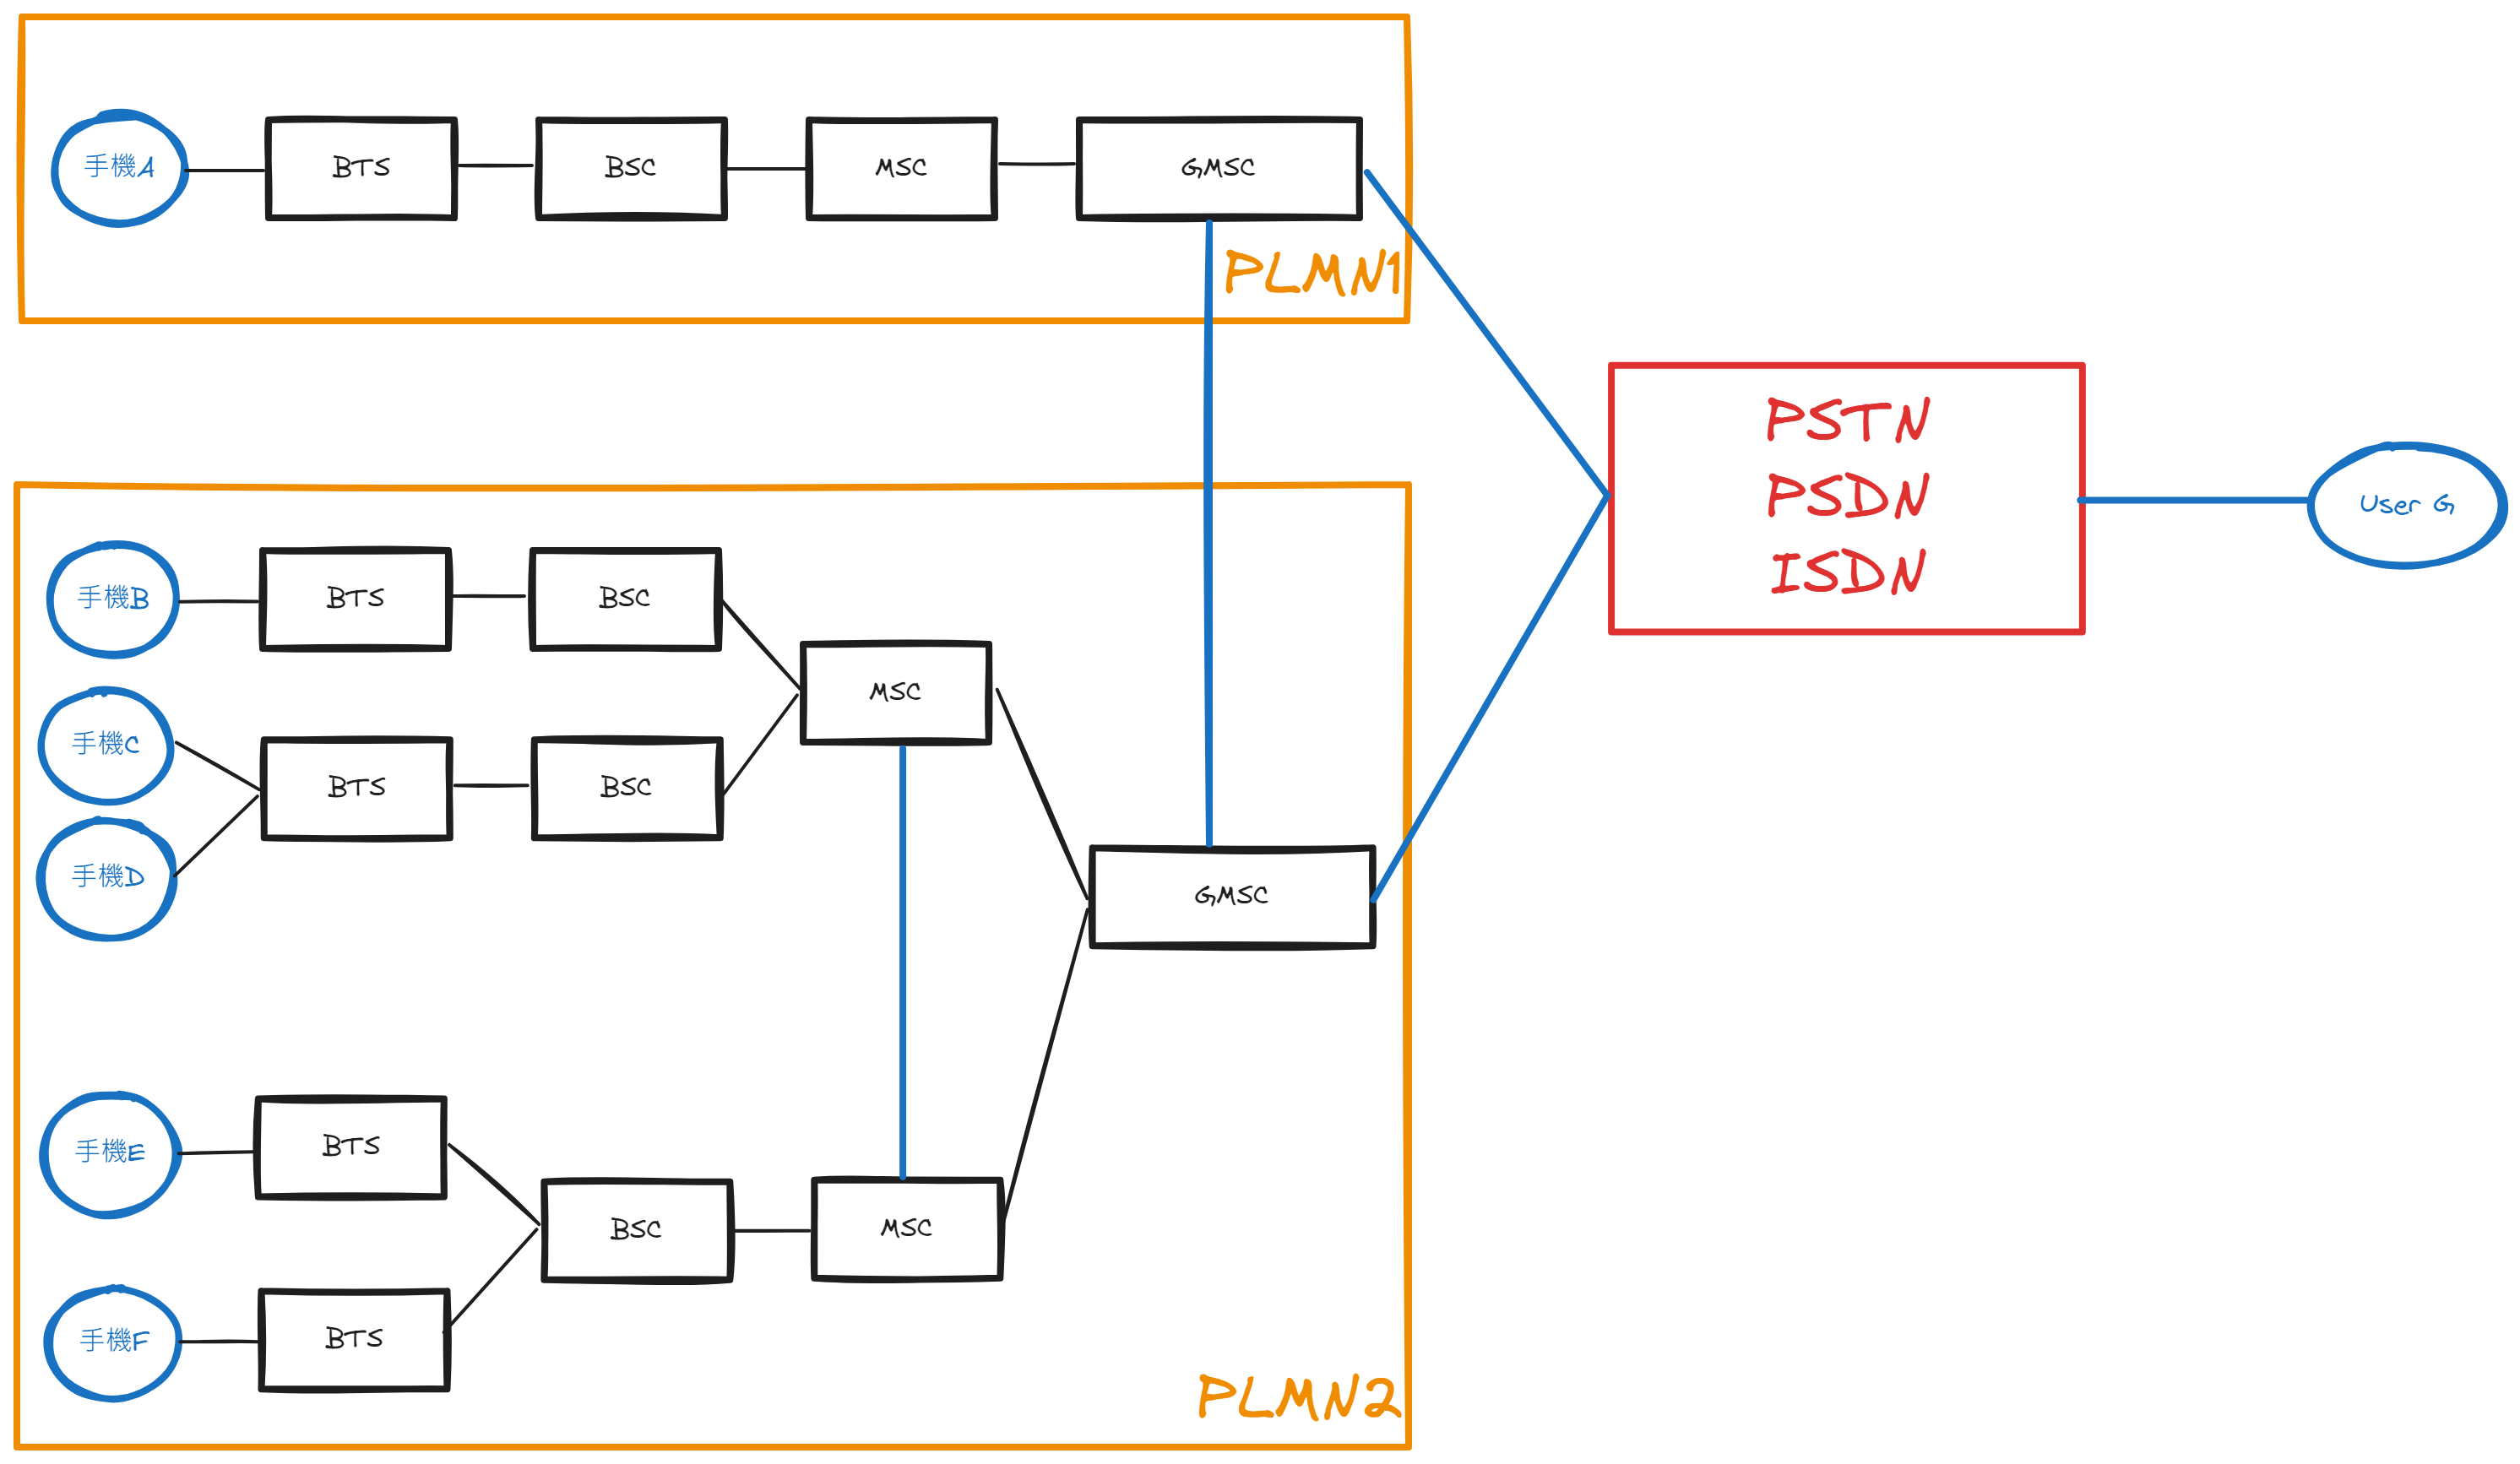 手機A
BTS
BSC
MSC
GMSC
PLMN1
PSTN
PSDN
ISDN
User G
手機B
BTS
BSC
MSC
手機C
BTS
BSC
手機D
GMSC
手機E
BTS
BSC
MSC
手機F
BTS
PLMN2